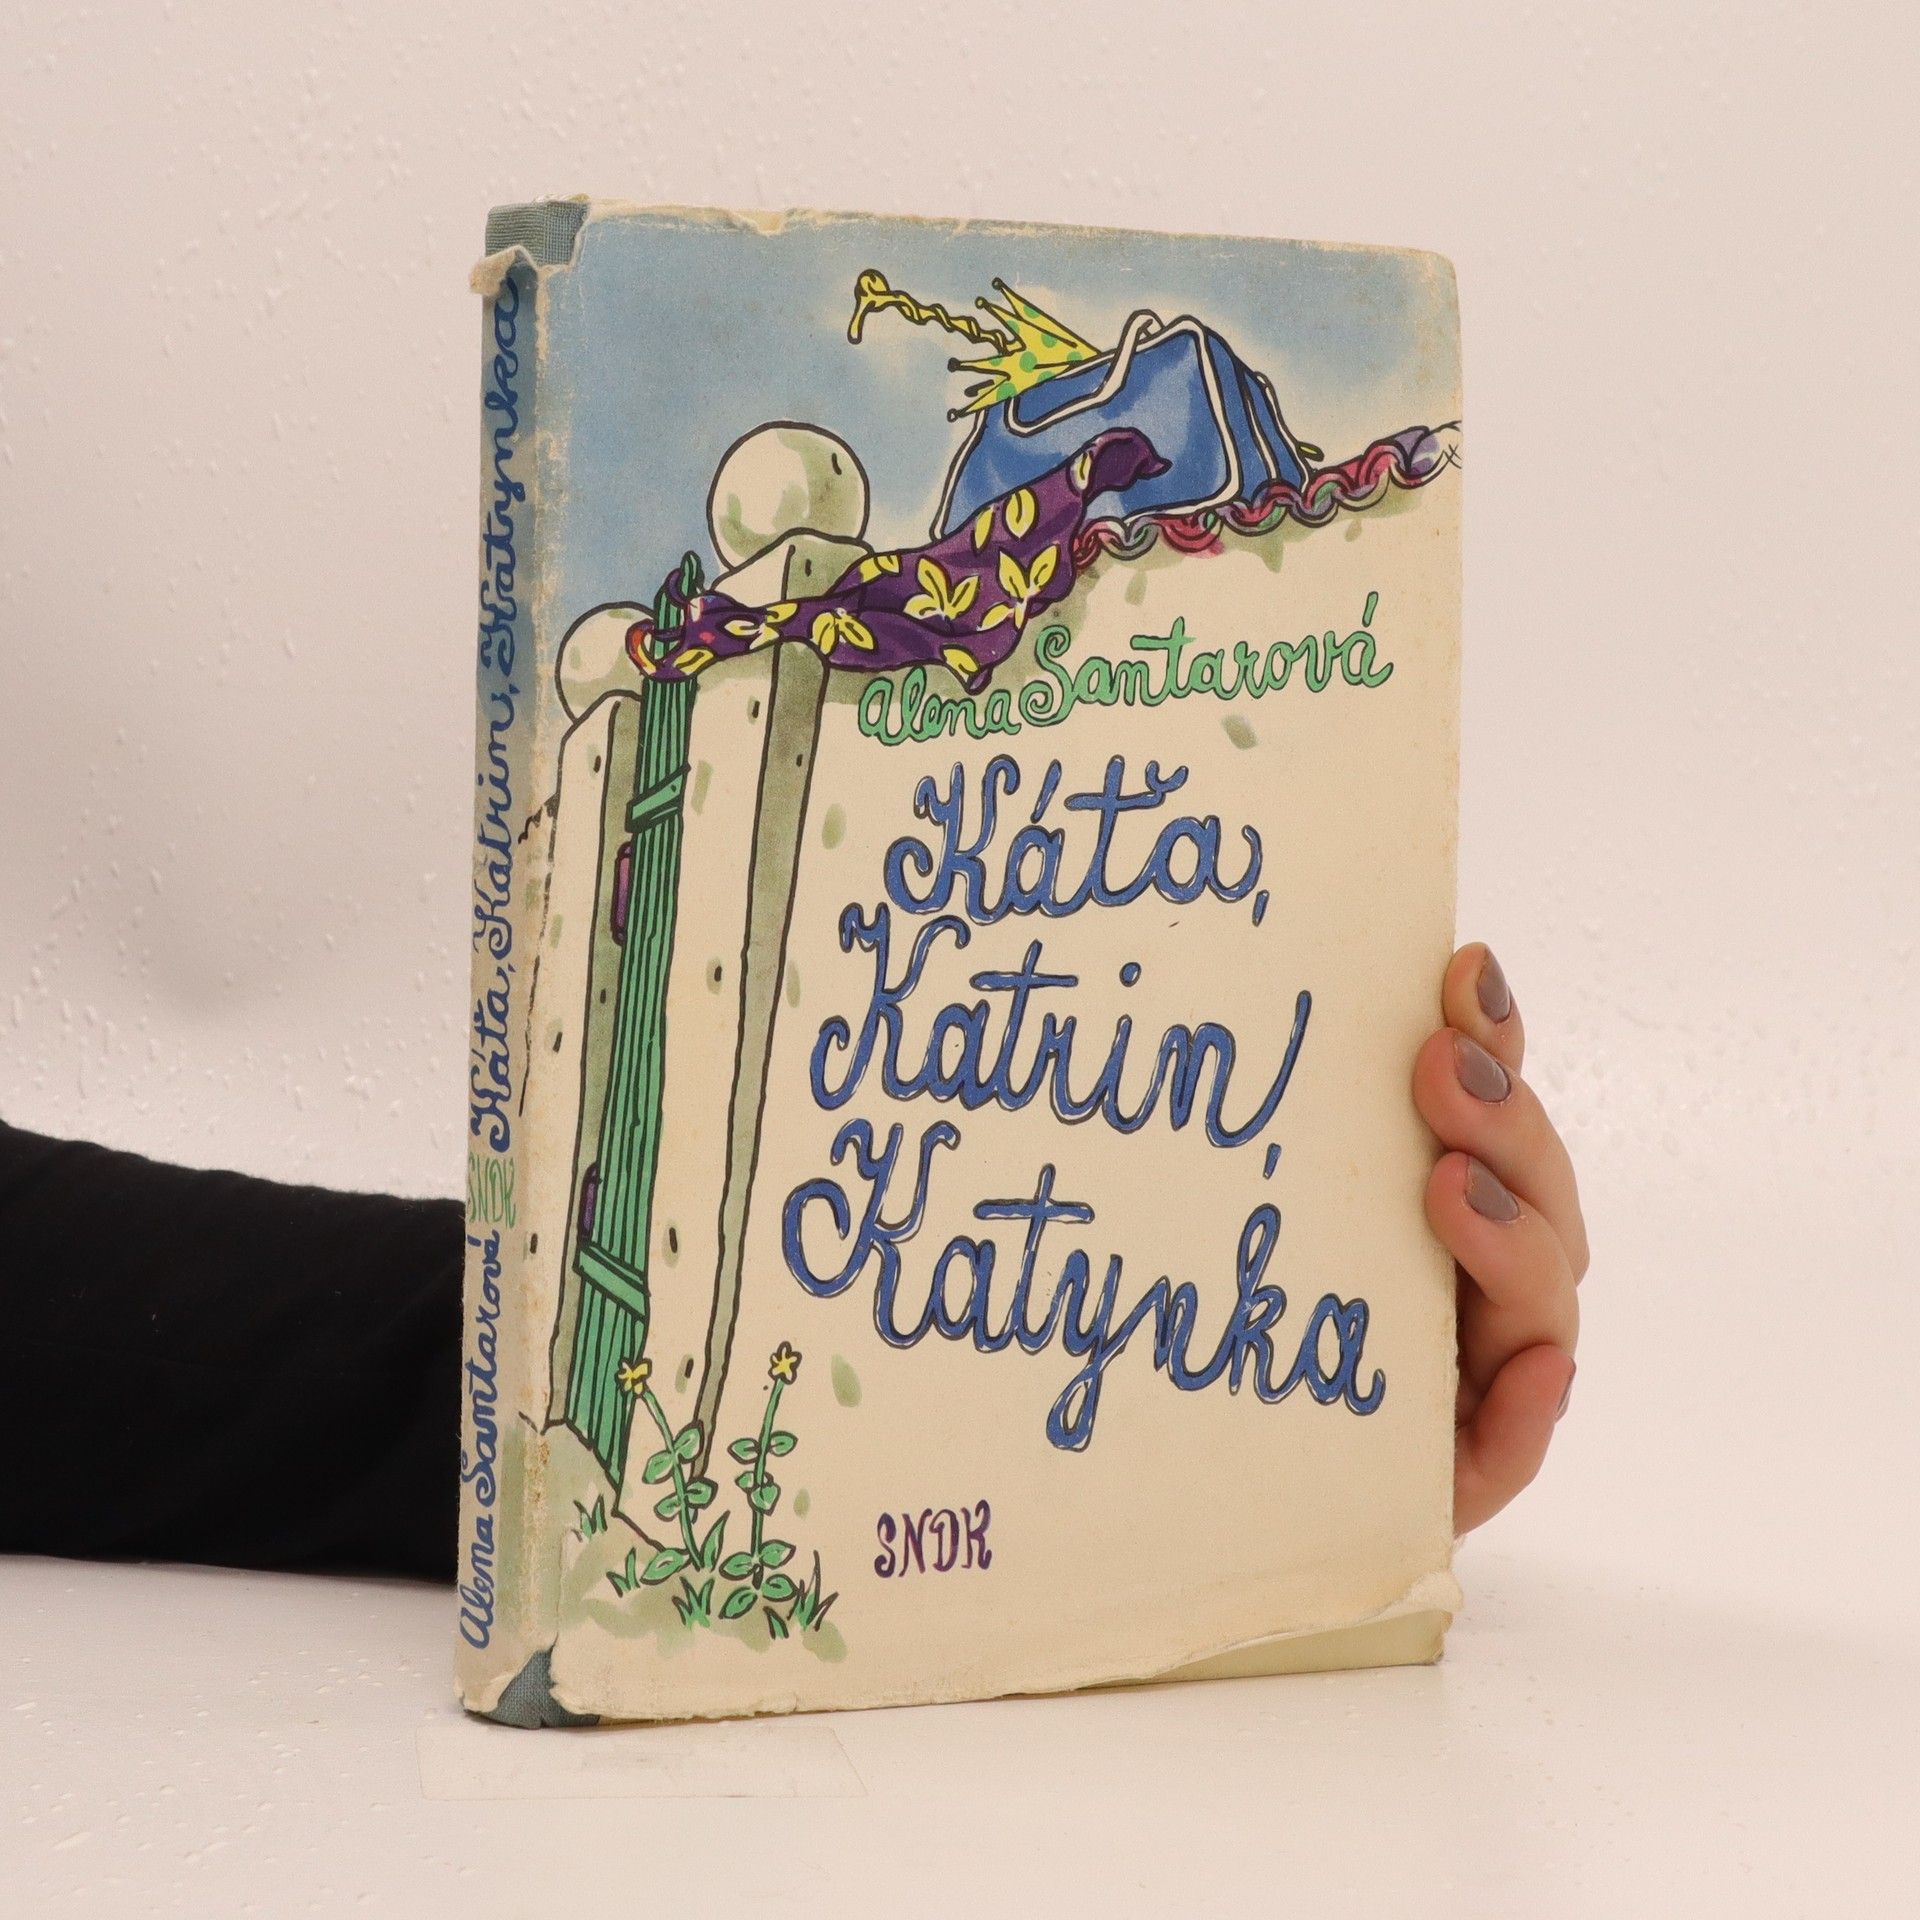 Alena Santarová
Káťa,
Katrin,
Katynka
SNDK
Alena Santarová SNDK Káťa, Katrin, Katynka